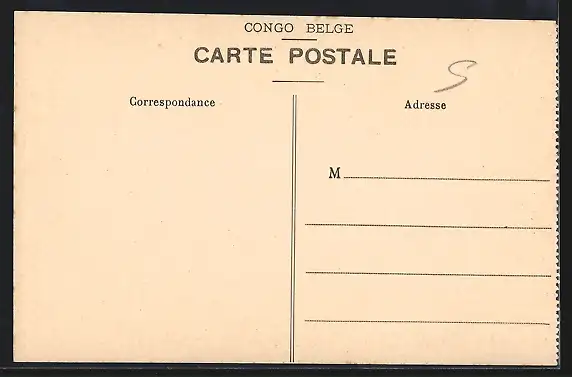 CONGO BELGE
CARTE POSTALE
Correspondance
Adresse
M